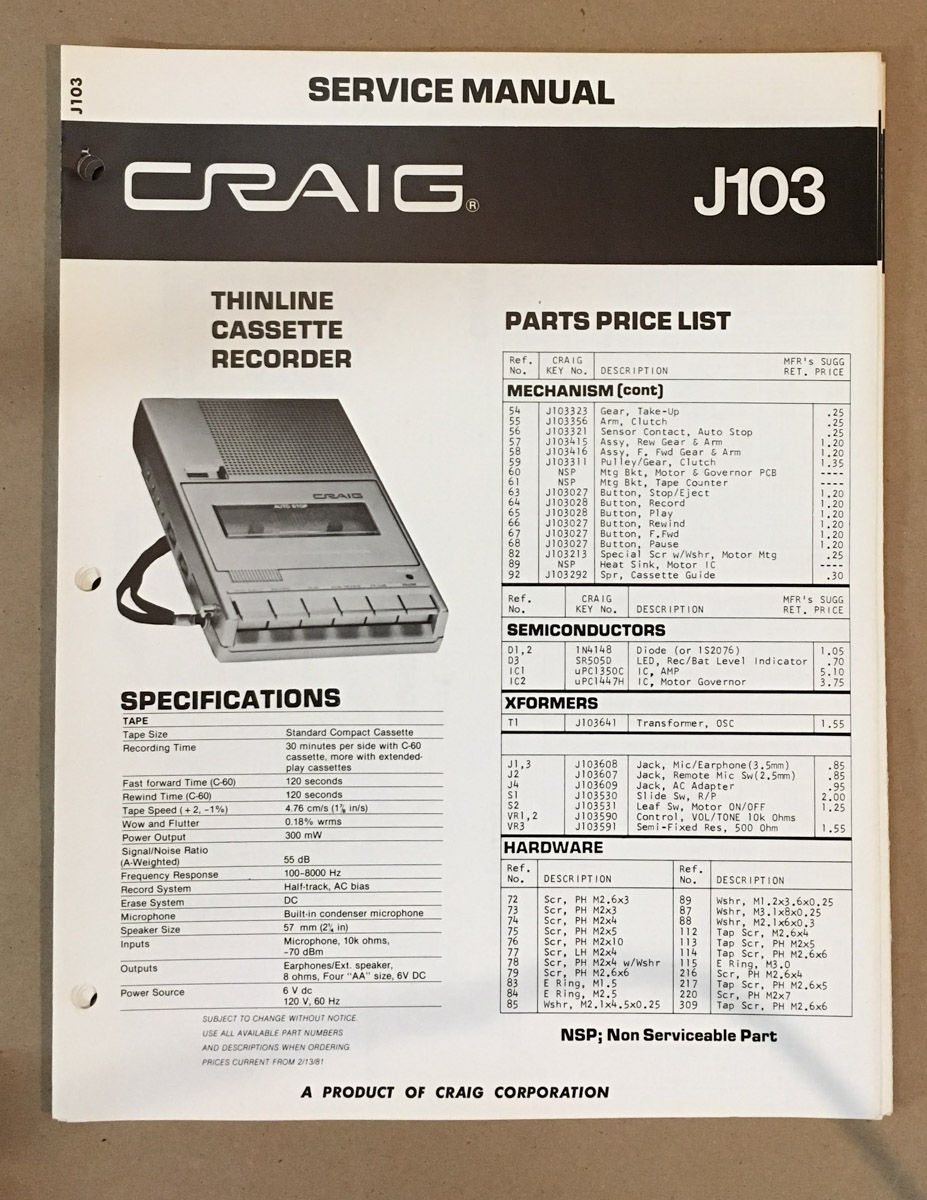 J103
SERVICE MANUAL
CRAIG®
J103
THINLINE
CASSETTE
RECORDER
CRAIG
AUTO STOP
SPECIFICATIONS
TAPE
Tape Size Standard Compact Cassette
Recording Time 30 minutes per side with C-60
cassette, more with extended-
play cassettes
Fast forward Time (C-60) 120 seconds
Rewind Time (C-60) 120 seconds
Tape Speed (+2, -1%) 4.76 cm/s (1⅞ in/s)
Wow and Flutter 0.18% wrms
Power Output 300 mW
Signal/Noise Ratio
(A-Weighted) 55 dB
Frequency Response 100-8000 Hz
Record System Half-track, AC bias
Erase System DC
Microphone Built-in condenser microphone
Speaker Size 57 mm (2¼ in)
Inputs Microphone, 10k ohms,
-70 dBm
Outputs Earphones/Ext. speaker,
8 ohms, Four "AA" size, 6V DC
Power Source 6 V dc
120 V, 60 Hz
SUBJECT TO CHANGE WITHOUT NOTICE.
USE ALL AVAILABLE PART NUMBERS
AND DESCRIPTIONS WHEN ORDERING.
PRICES CURRENT FROM 2/13/81
PARTS PRICE LIST
Ref. CRAIG MFR's SUGG
No. KEY No. DESCRIPTION RET. PRICE
MECHANISM (cont)
54 J103323 Gear, Take-Up .25
55 J103356 Arm, Clutch .25
56 J103321 Sensor Contact, Auto Stop .25
57 J103415 Assy, Rew Gear & Arm 1.20
58 J103416 Assy, F. Fwd Gear & Arm 1.20
59 J103311 Pulley/Gear, Clutch 1.35
60 NSP Mtg Bkt, Motor & Governor PCB ----
61 NSP Mtg Bkt, Tape Counter ----
63 J103027 Button, Stop/Eject 1.20
64 J103028 Button, Record 1.20
65 J103028 Button, Play 1.20
66 J103027 Button, Rewind 1.20
67 J103027 Button, F.Fwd 1.20
68 J103027 Button, Pause 1.20
82 J103213 Special Scr w/Wshr, Motor Mtg .25
89 NSP Heat Sink, Motor IC ----
92 J103292 Spr, Cassette Guide .30
Ref. CRAIG MFR's SUGG
No. KEY No. DESCRIPTION RET. PRICE
SEMICONDUCTORS
D1,2 1N4148 Diode (or 1S2076) 1.05
D3 SR505D LED, Rec/Bat Level Indicator .70
IC1 uPC1350C IC, AMP 5.10
IC2 uPC1447H IC, Motor Governor 3.75
XFORMERS
T1 J103641 Transformer, OSC 1.55
J1,3 J103608 Jack, Mic/Earphone(3.5mm) .85
J2 J103607 Jack, Remote Mic Sw(2.5mm) .85
J4 J103609 Jack, AC Adapter .95
S1 J103530 Slide Sw, R/P 2.00
S2 J103531 Leaf Sw, Motor ON/OFF 1.25
VR1,2 J103590 Control, VOL/TONE 10k Ohms
VR3 J103591 Semi-Fixed Res, 500 Ohm 1.55
HARDWARE
Ref. Ref.
No. DESCRIPTION No. DESCRIPTION
72 Scr, PH M2.6x3 89 Wshr, M1.2x3.6x0.25
73 Scr, PH M2x3 87 Wshr, M3.1x8x0.25
74 Scr, PH M2x4 88 Wshr, M2.1x6x0.3
75 Scr, PH M2x5 112 Tap Scr, M2.6x4
76 Scr, PH M2x10 113 Tap Scr, PH M2x5
77 Scr, LH M2x4 114 Tap Scr, PH M2.6x6
78 Scr, PH M2x4 w/Wshr 115 E Ring, M3.0
79 Scr, PH M2.6x6 216 Scr, PH M2.6x4
83 E Ring, M1.5 217 Tap Scr, PH M2.6x5
84 E Ring, M2.5 220 Scr, PH M2x7
85 Wshr, M2.1x4.5x0.25 309 Tap Scr, PH M2.6x6
NSP; Non Serviceable Part
A PRODUCT OF CRAIG CORPORATION